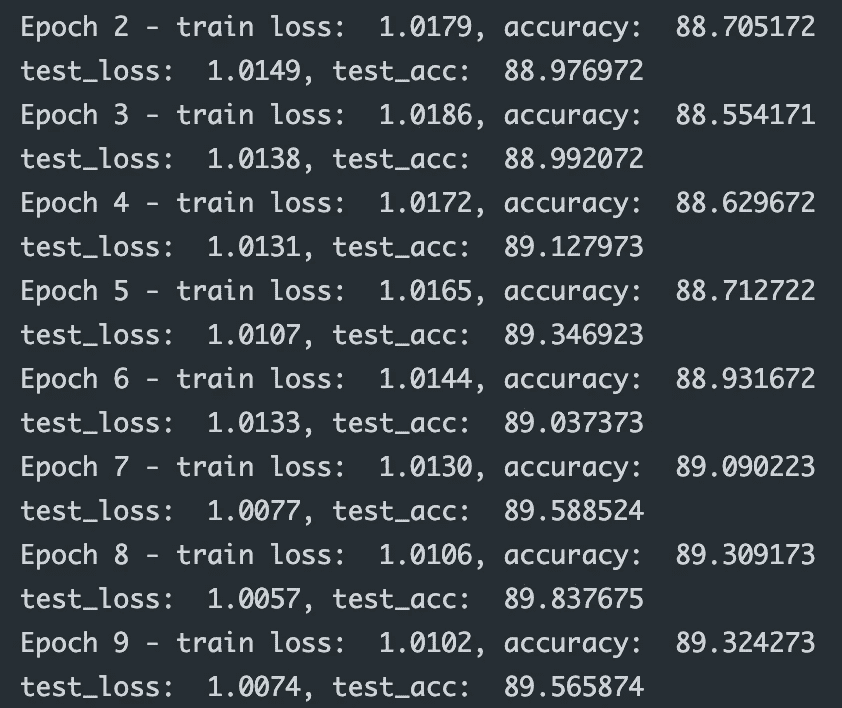 Epoch 2 - train loss:  1.0179, accuracy:  88.705172
test_loss:  1.0149, test_acc:  88.976972
Epoch 3 - train loss:  1.0186, accuracy:  88.554171
test_loss:  1.0138, test_acc:  88.992072
Epoch 4 - train loss:  1.0172, accuracy:  88.629672
test_loss:  1.0131, test_acc:  89.127973
Epoch 5 - train loss:  1.0165, accuracy:  88.712722
test_loss:  1.0107, test_acc:  89.346923
Epoch 6 - train loss:  1.0144, accuracy:  88.931672
test_loss:  1.0133, test_acc:  89.037373
Epoch 7 - train loss:  1.0130, accuracy:  89.090223
test_loss:  1.0077, test_acc:  89.588524
Epoch 8 - train loss:  1.0106, accuracy:  89.309173
test_loss:  1.0057, test_acc:  89.837675
Epoch 9 - train loss:  1.0102, accuracy:  89.324273
test_loss:  1.0074, test_acc:  89.565874